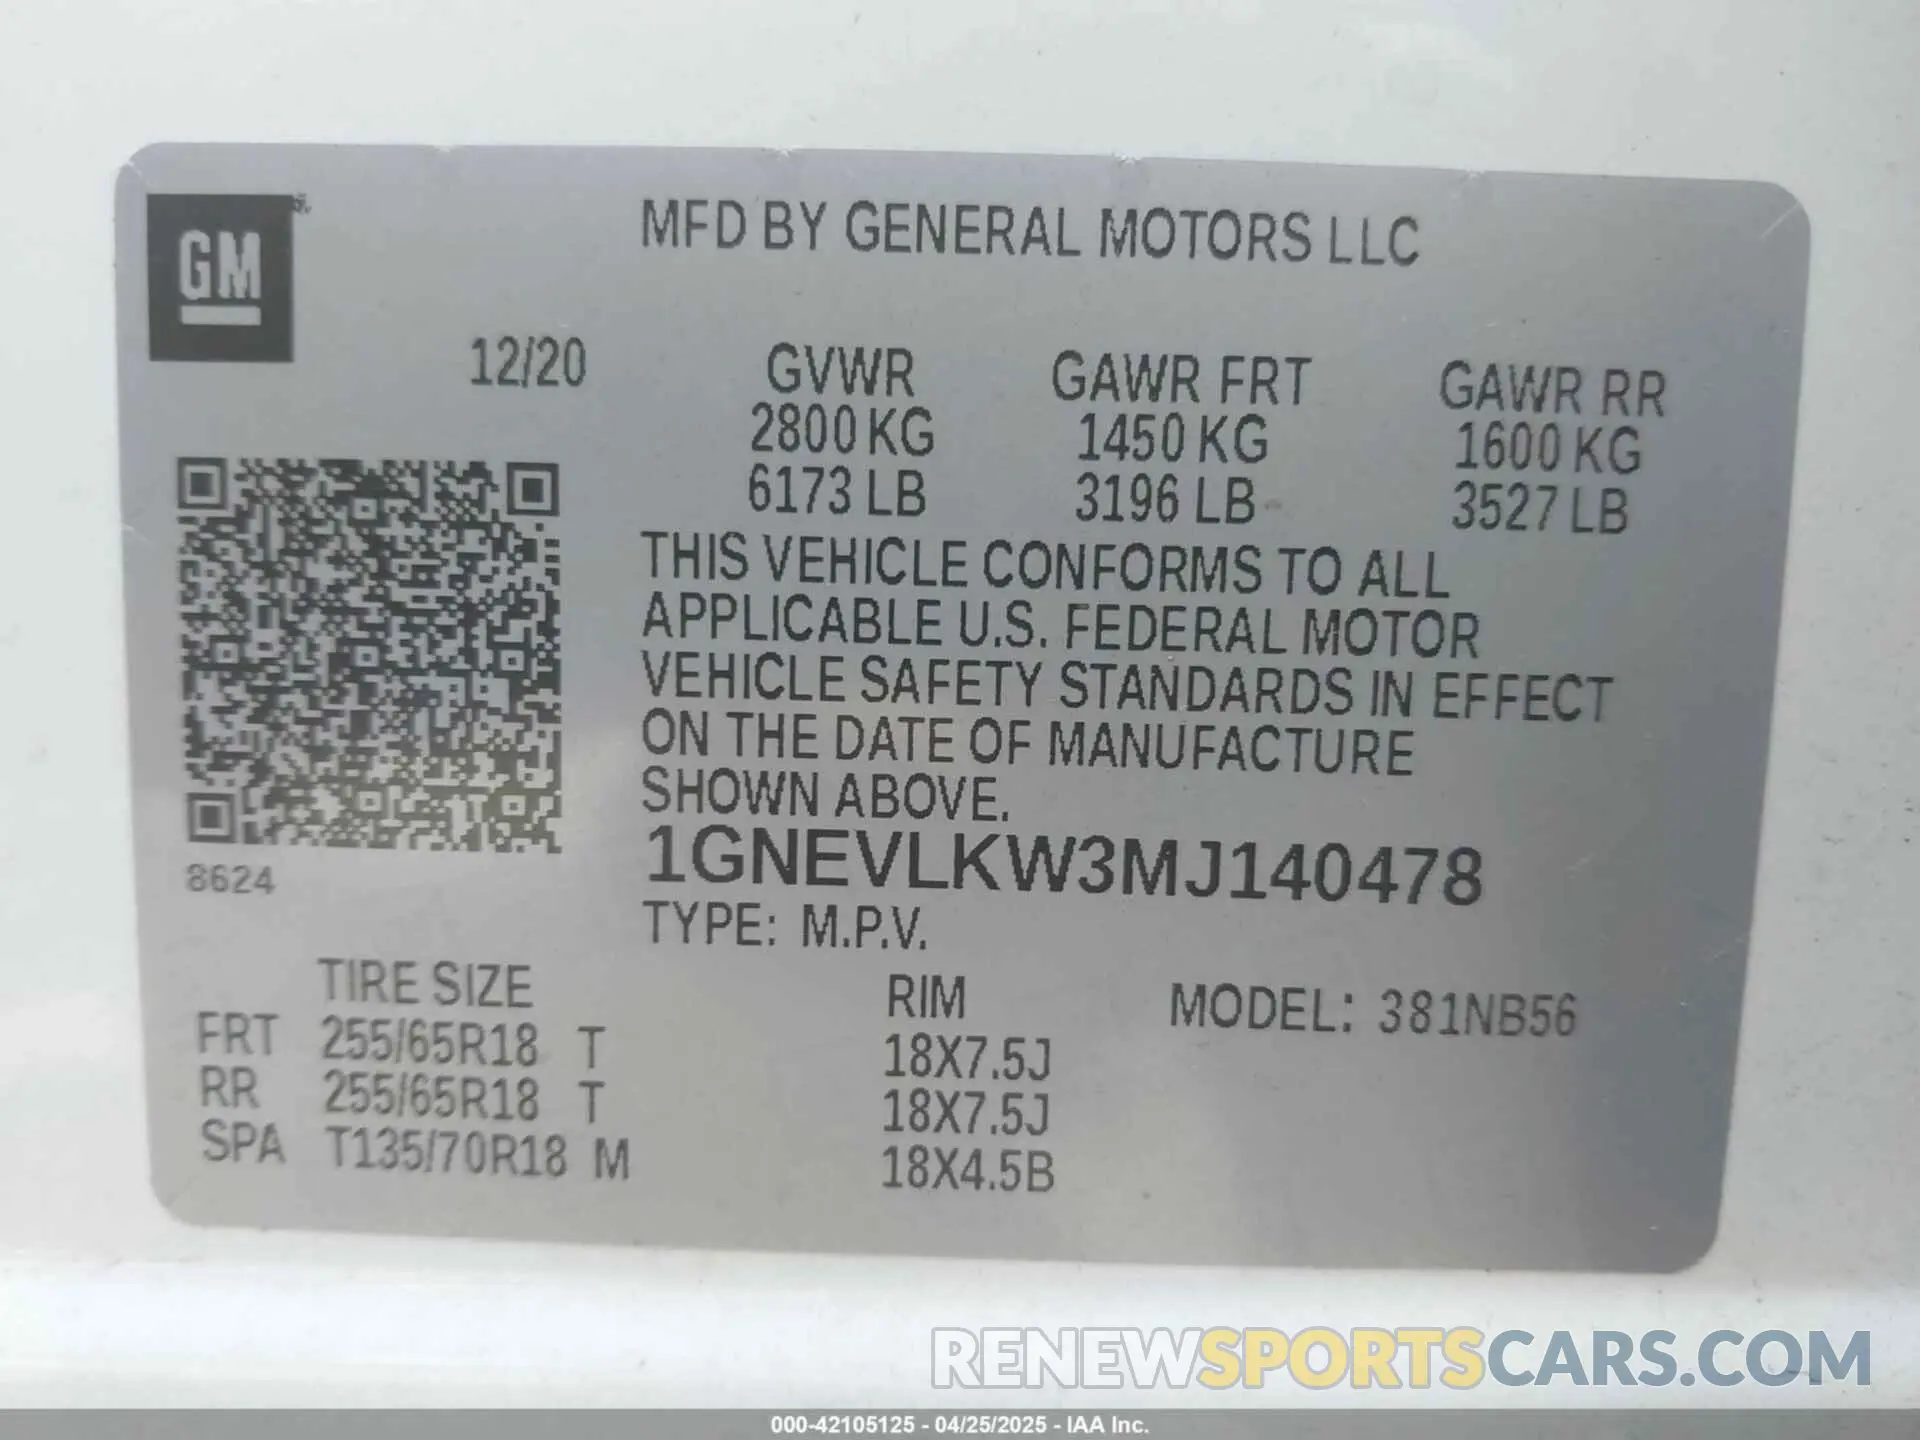 MFD BY GENERAL MOTORS LLC
GM
12/20 GVWR GAWR FRT GAWR RR
2800 KG 1450 KG 1600 KG
6173 LB 3196 LB 3527 LB
THIS VEHICLE CONFORMS TO ALL
APPLICABLE U.S. FEDERAL MOTOR
VEHICLE SAFETY STANDARDS IN EFFECT
ON THE DATE OF MANUFACTURE
SHOWN ABOVE.
1GNEVLKW3MJ140478
8624
TYPE: M.P.V.
TIRE SIZE RIM MODEL: 381NB56
FRT 255/65R18 T 18X7.5J
RR 255/65R18 T 18X7.5J
SPA T135/70R18 M 18X4.5B
RENEWSPORTSCARS.COM
000-42105125 - 04/25/2025 - IAA Inc.